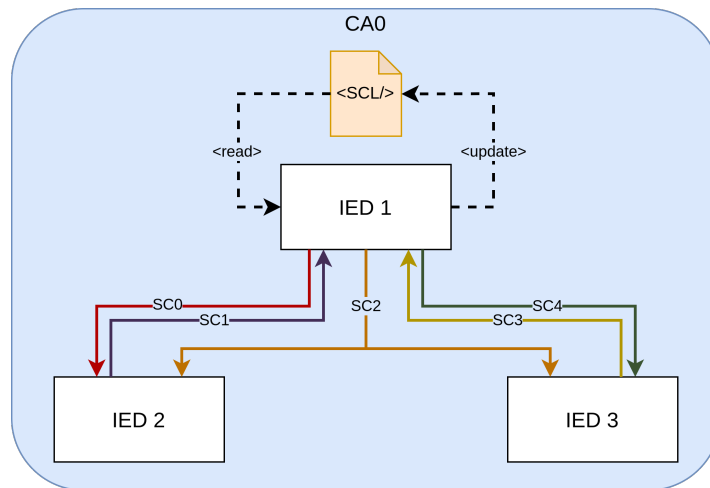 CA0
<SCL/>
<read>
<update>
IED 1
SC0
SC1
SC2
SC4
SC3
IED 2
IED 3